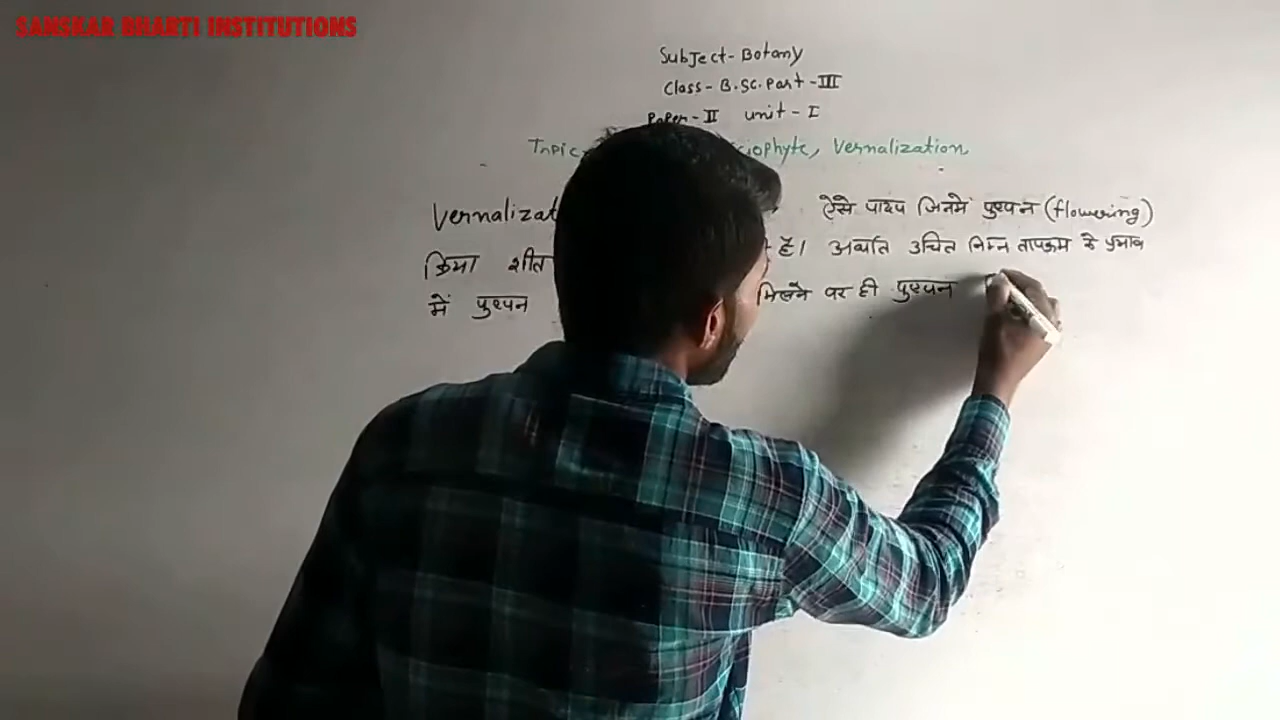 SANSKAR BHARTI INSTITUTIONS
Subject- Botany
Class- B.SC. Part -III
Paper- II unit- I
Topic ciophyte, Vernalization
Vernalizat ऐसे पादप जिनमें पुष्पन (flowering)
क्रिया शीत है। अर्थात उचित निम्न तापक्रम के प्रभाव
में पुष्पन मिलने पर ही पुष्पन